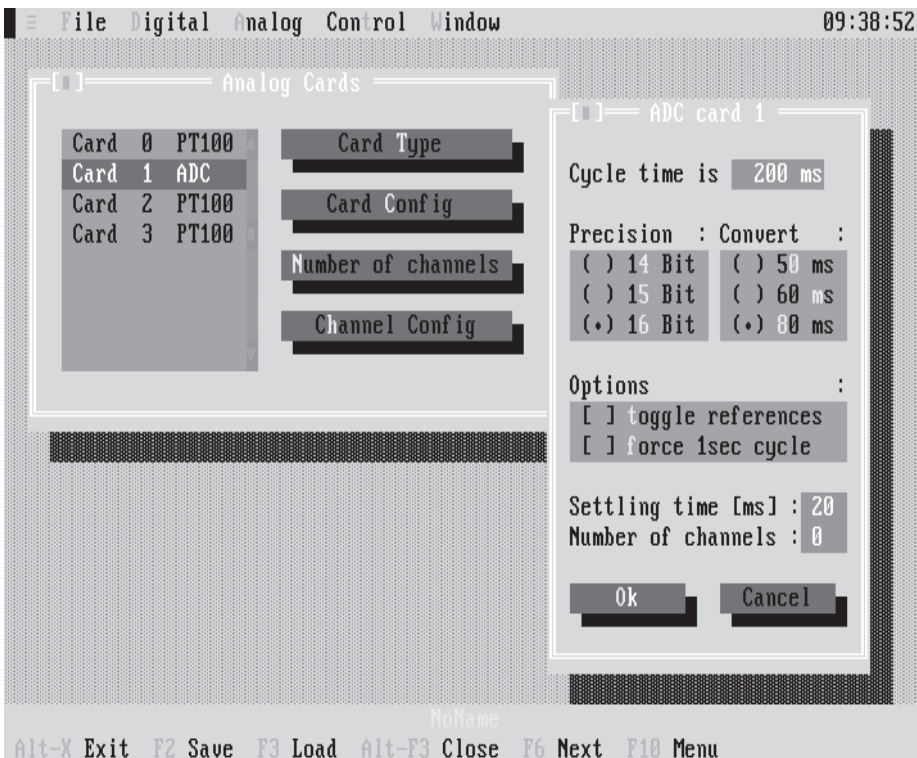 ≡ File Digital Analog Control Window 09:38:52
Analog Cards
Card 0 PT100
Card 1 ADC
Card 2 PT100
Card 3 PT100
Card Type
Card Config
Number of channels
Channel Config
ADC card 1
Cycle time is 200 ms
Precision : Convert :
( ) 14 Bit ( ) 50 ms
( ) 15 Bit ( ) 60 ms
(•) 16 Bit (•) 80 ms
Options :
[ ] toggle references
[ ] force 1sec cycle
Settling time [ms] : 20
Number of channels : 0
Ok Cancel
NoName
Alt-X Exit F2 Save F3 Load Alt-F3 Close F6 Next F10 Menu